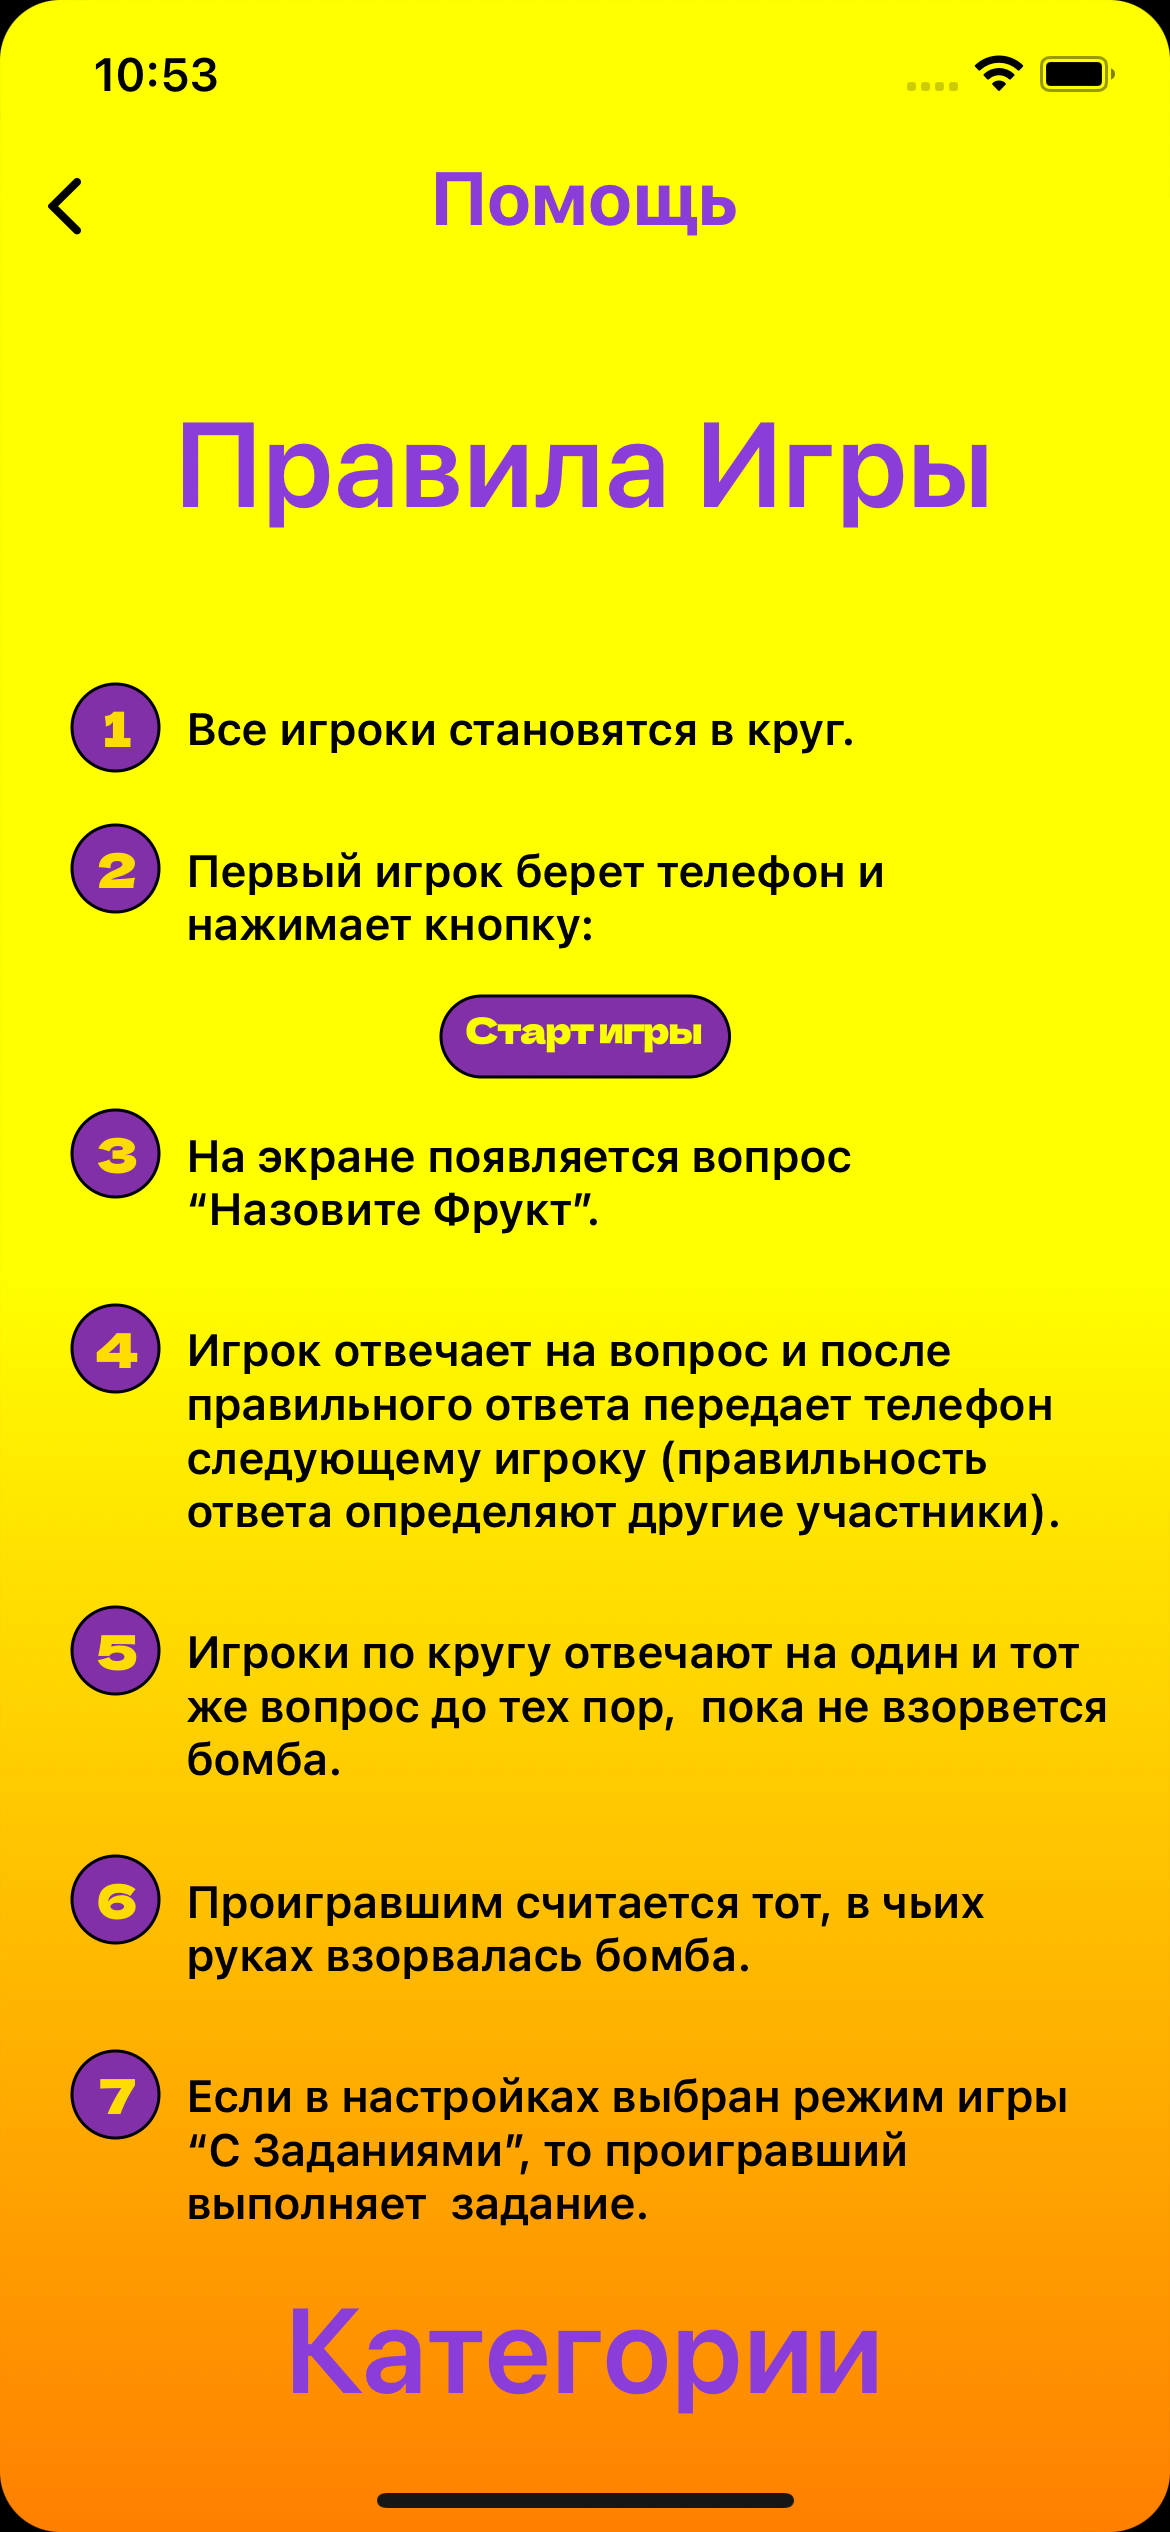 10:53
Помощь
Правила Игры
1
Все игроки становятся в круг.
2
Первый игрок берет телефон и
нажимает кнопку:
Старт игры
3
На экране появляется вопрос
“Назовите Фрукт”.
4
Игрок отвечает на вопрос и после
правильного ответа передает телефон
следующему игроку (правильность
ответа определяют другие участники).
5
Игроки по кругу отвечают на один и тот
же вопрос до тех пор,  пока не взорвется
бомба.
6
Проигравшим считается тот, в чьих
руках взорвалась бомба.
7
Если в настройках выбран режим игры
“С Заданиями”, то проигравший
выполняет  задание.
Категории